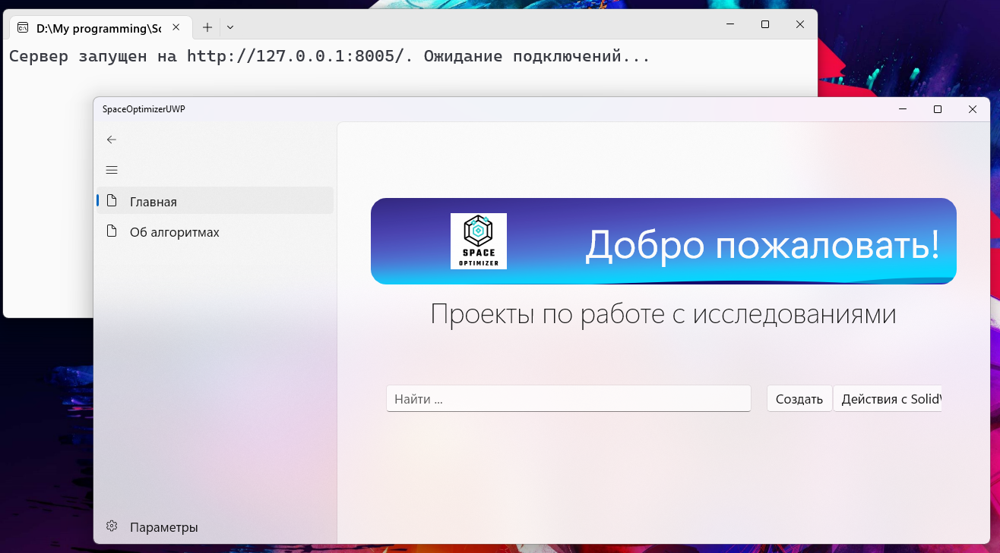 D:\My programming\Sc
Сервер запущен на http://127.0.0.1:8005/. Ожидание подключений...
SpaceOptimizerUWP
Главная
Об алгоритмах
SPACE
OPTIMIZER
Добро пожаловать!
Проекты по работе с исследованиями
Найти ...
Создать
Действия с Solid
Параметры